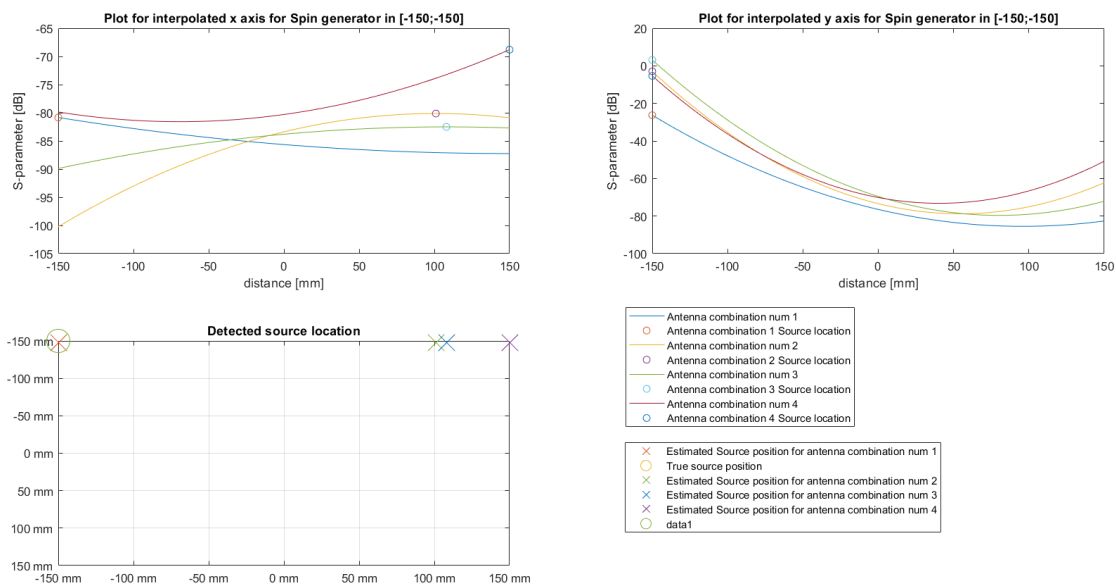 Plot for interpolated x axis for Spin generator in [-150;-150]
-65
-70
-75
-80
-85
-90
-95
-100
-105
S-parameter [dB]
-150 -100 -50 0 50 100 150
distance [mm]
Plot for interpolated y axis for Spin generator in [-150;-150]
20
0
-20
-40
-60
-80
-100
S-parameter [dB]
-150 -100 -50 0 50 100 150
distance [mm]
Detected source location
-150 mm
-100 mm
-50 mm
0 mm
50 mm
100 mm
150 mm
-150 mm -100 mm -50 mm 0 mm 50 mm 100 mm 150 mm
Antenna combination num 1
Antenna combination 1 Source location
Antenna combination num 2
Antenna combination 2 Source location
Antenna combination num 3
Antenna combination 3 Source location
Antenna combination num 4
Antenna combination 4 Source location
Estimated Source position for antenna combination num 1
True source position
Estimated Source position for antenna combination num 2
Estimated Source position for antenna combination num 3
Estimated Source position for antenna combination num 4
data1